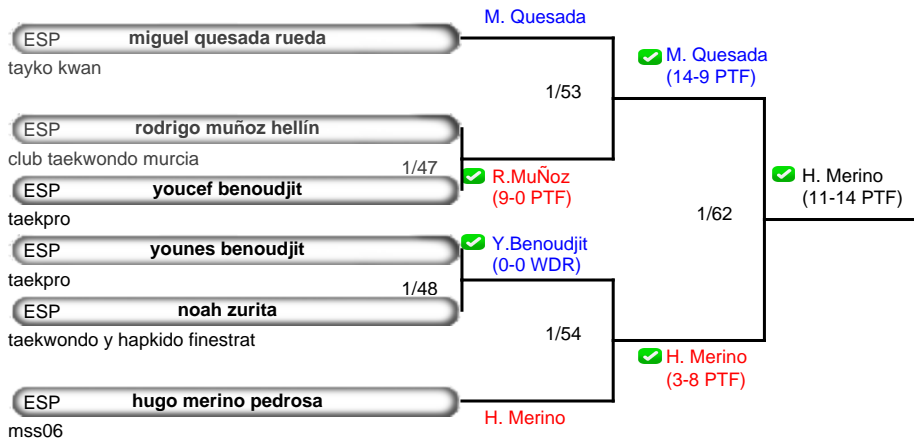 M. Quesada
ESP miguel quesada rueda
tayko kwan
M. Quesada
(14-9 PTF)
1/53
ESP rodrigo muñoz hellín
club taekwondo murcia
1/47
R.MuÑoz
(9-0 PTF)
ESP youcef benoudjit
taekpro
H. Merino
(11-14 PTF)
1/62
ESP younes benoudjit
taekpro
Y.Benoudjit
(0-0 WDR)
1/48
ESP noah zurita
taekwondo y hapkido finestrat
1/54
H. Merino
(3-8 PTF)
ESP hugo merino pedrosa
mss06
H. Merino